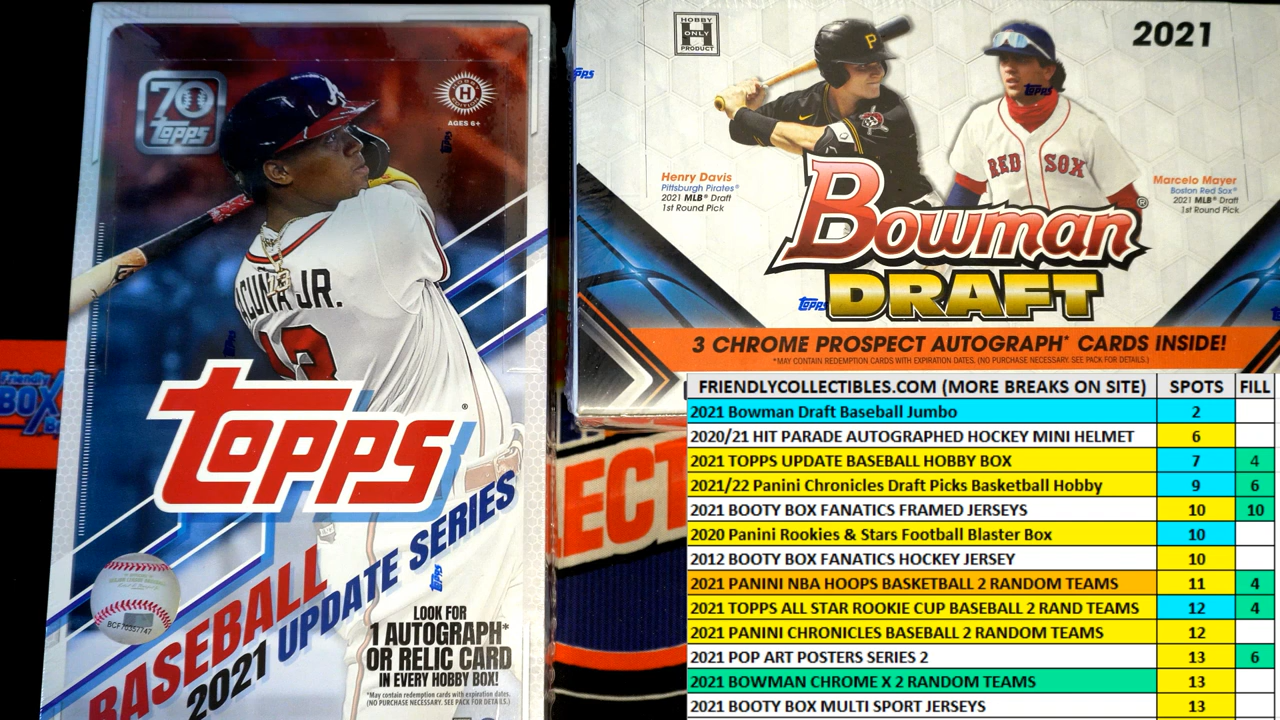 70
Topps
HOBBY EDITION
H
AGES 6+
ACUÑA JR.
13
Topps
BASEBALL
2021 UPDATE SERIES
LOOK FOR
1 AUTOGRAPH*
OR RELIC CARD
IN EVERY HOBBY BOX!
*May contain redemption cards with expiration dates.
(NO PURCHASE NECESSARY. SEE PACK FOR DETAILS.)
BCF70357747
Friendly
BOX
ECT
HOBBY
H
ONLY
PRODUCT
2021
P
RED SOX
Henry Davis
Pittsburgh Pirates®
2021 MLB® Draft
1st Round Pick
Marcelo Mayer
Boston Red Sox®
2021 MLB® Draft
1st Round Pick
Bowman®
DRAFT
Topps
3 CHROME PROSPECT AUTOGRAPH* CARDS INSIDE!
*MAY CONTAIN REDEMPTION CARDS WITH EXPIRATION DATES. (NO PURCHASE NECESSARY. SEE PACK FOR DETAILS.)
FRIENDLYCOLLECTIBLES.COM (MORE BREAKS ON SITE) SPOTS FILL
2021 Bowman Draft Baseball Jumbo 2
2020/21 HIT PARADE AUTOGRAPHED HOCKEY MINI HELMET 6
2021 TOPPS UPDATE BASEBALL HOBBY BOX 7 4
2021/22 Panini Chronicles Draft Picks Basketball Hobby 9 6
2021 BOOTY BOX FANATICS FRAMED JERSEYS 10 10
2020 Panini Rookies & Stars Football Blaster Box 10
2012 BOOTY BOX FANATICS HOCKEY JERSEY 10
2021 PANINI NBA HOOPS BASKETBALL 2 RANDOM TEAMS 11 4
2021 TOPPS ALL STAR ROOKIE CUP BASEBALL 2 RAND TEAMS 12 4
2021 PANINI CHRONICLES BASEBALL 2 RANDOM TEAMS 12
2021 POP ART POSTERS SERIES 2 13 6
2021 BOWMAN CHROME X 2 RANDOM TEAMS 13
2021 BOOTY BOX MULTI SPORT JERSEYS 13